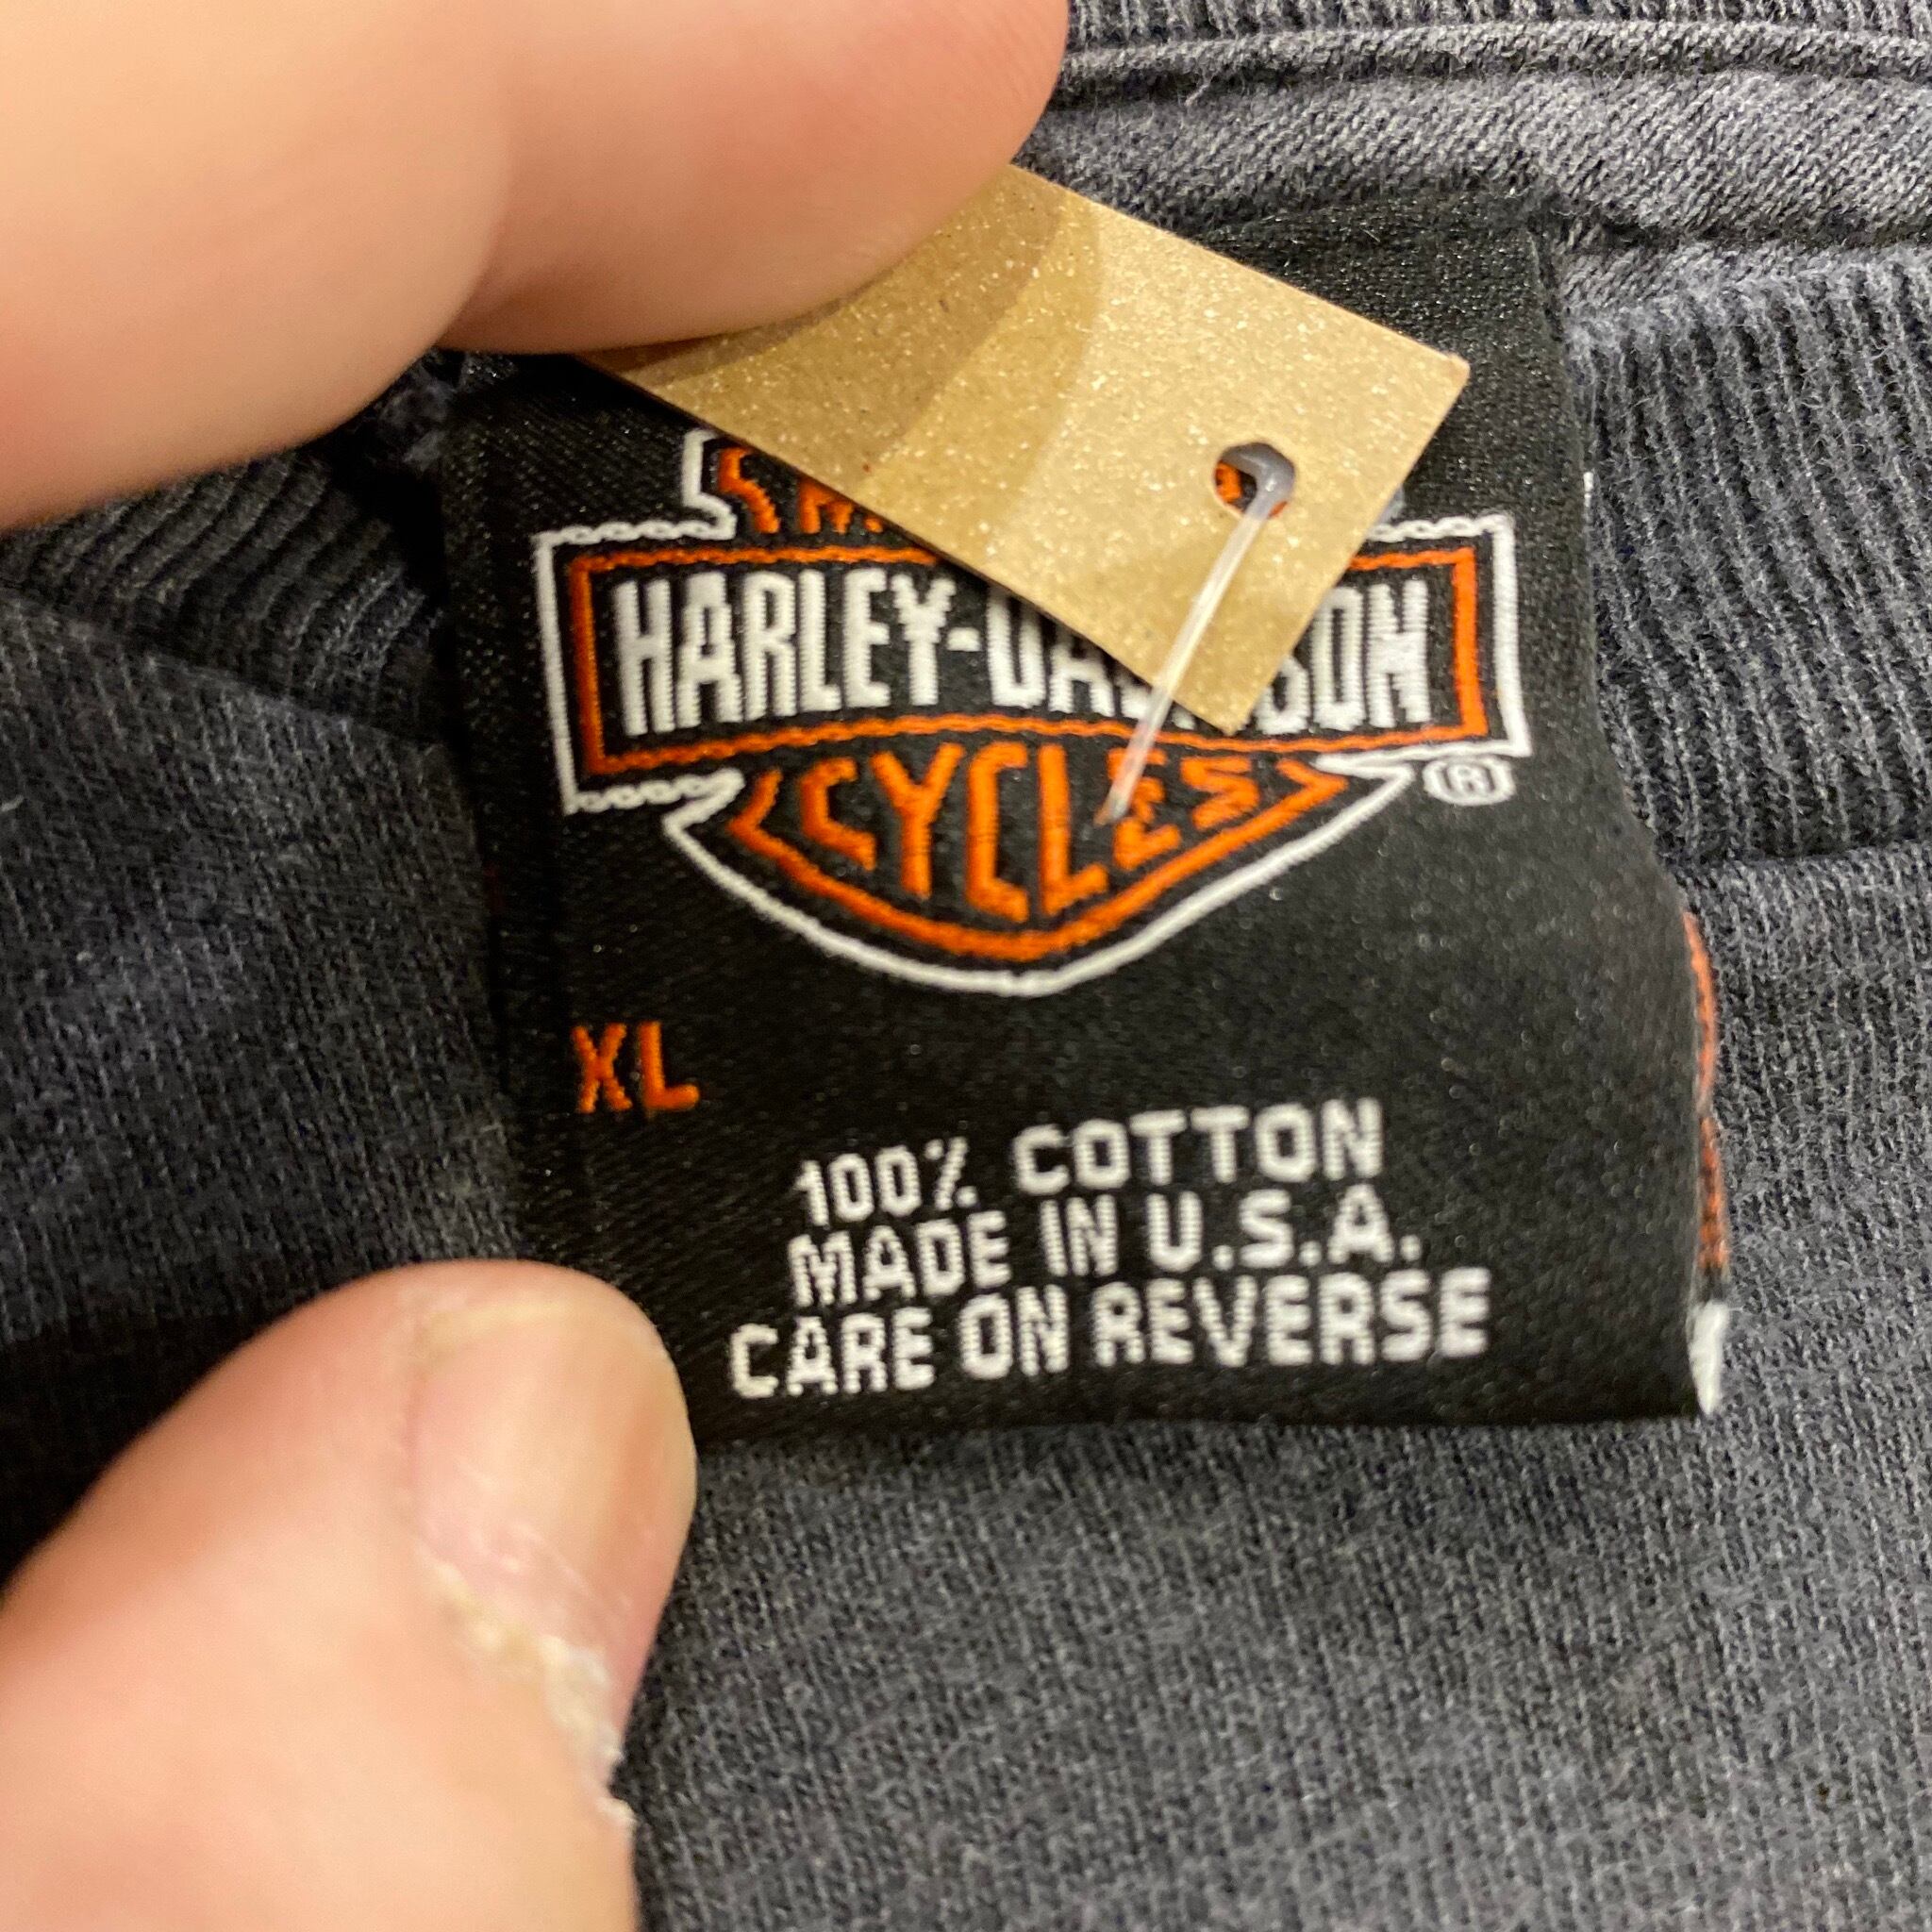 HARLEY-DAVIDSON
CYCLES
®
XL
100% COTTON
MADE IN U.S.A.
CARE ON REVERSE